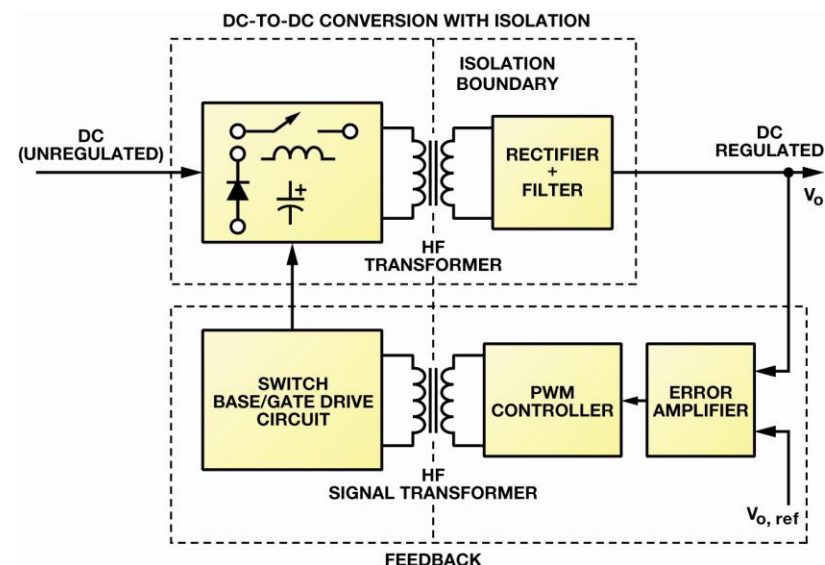 DC-TO-DC CONVERSION WITH ISOLATION
ISOLATION
BOUNDARY
DC
(UNREGULATED)
+
RECTIFIER
+
FILTER
DC
REGULATED
Vo
HF
TRANSFORMER
SWITCH
BASE/GATE DRIVE
CIRCUIT
PWM
CONTROLLER
ERROR
AMPLIFIER
HF
SIGNAL TRANSFORMER
Vo, ref
FEEDBACK